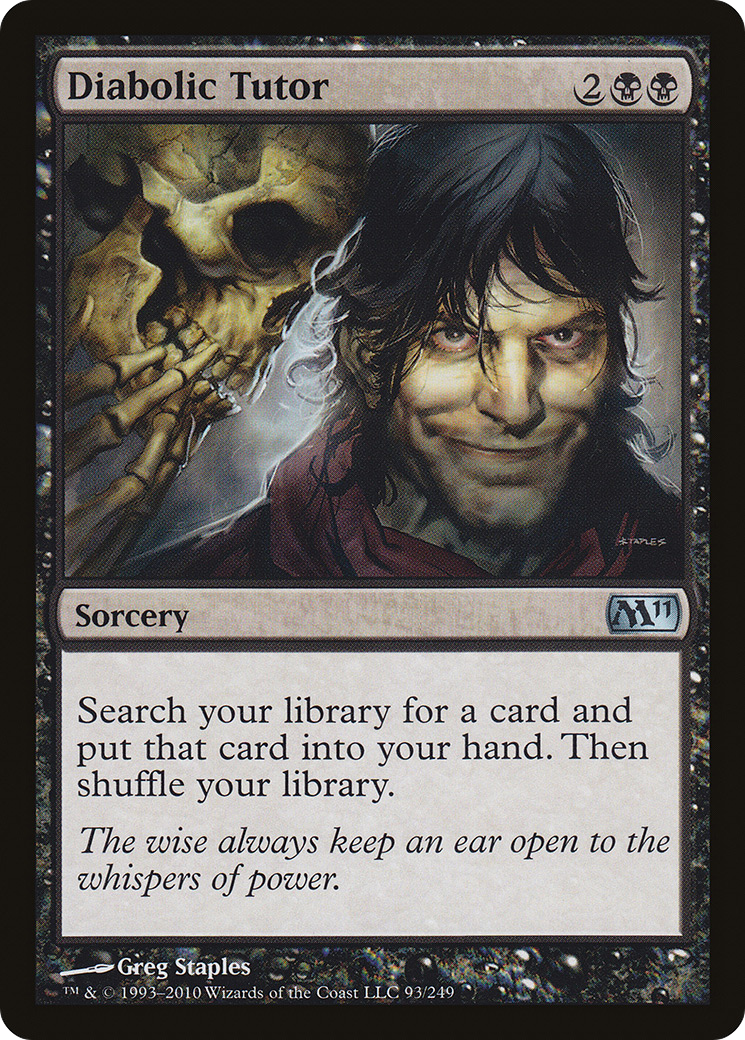 Diabolic Tutor 2
STAPLES
Sorcery M11
Search your library for a card and
put that card into your hand. Then
shuffle your library.
The wise always keep an ear open to the
whispers of power.
Greg Staples
™ & © 1993–2010 Wizards of the Coast LLC 93/249